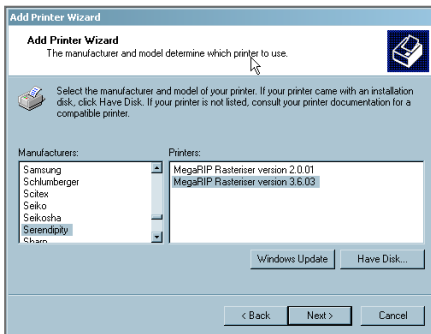 Add Printer Wizard
Add Printer Wizard
The manufacturer and model determine which printer to use.
Select the manufacturer and model of your printer. If your printer came with an installation
disk, click Have Disk. If your printer is not listed, consult your printer documentation for a
compatible printer.
Manufacturers:
Samsung
Schlumberger
Scitex
Seiko
Seikosha
Serendipity
Sharp
Printers:
MegaRIP Rasteriser version 2.0.01
MegaRIP Rasteriser version 3.6.03
Windows Update
Have Disk...
< Back
Next >
Cancel